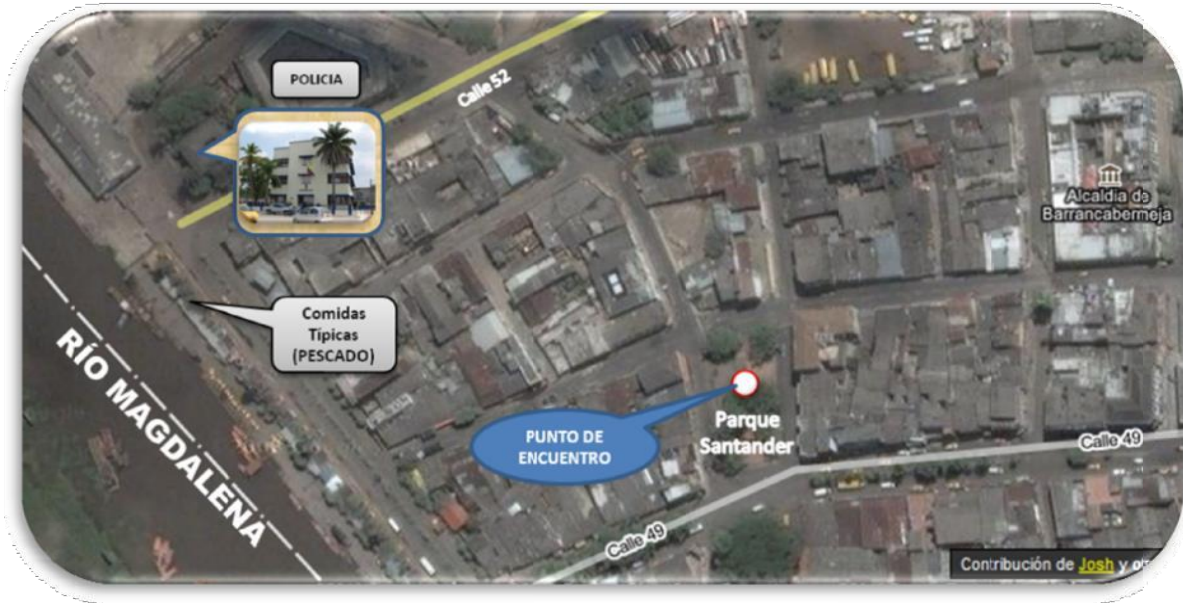 POLICIA
Calle 52
Alcaldía de
Barrancabermeja
Comidas
Típicas
(PESCADO)
RÍO MAGDALENA
PUNTO DE
ENCUENTRO
Parque
Santander
Calle 49
Calle 49
Contribución de Josh y